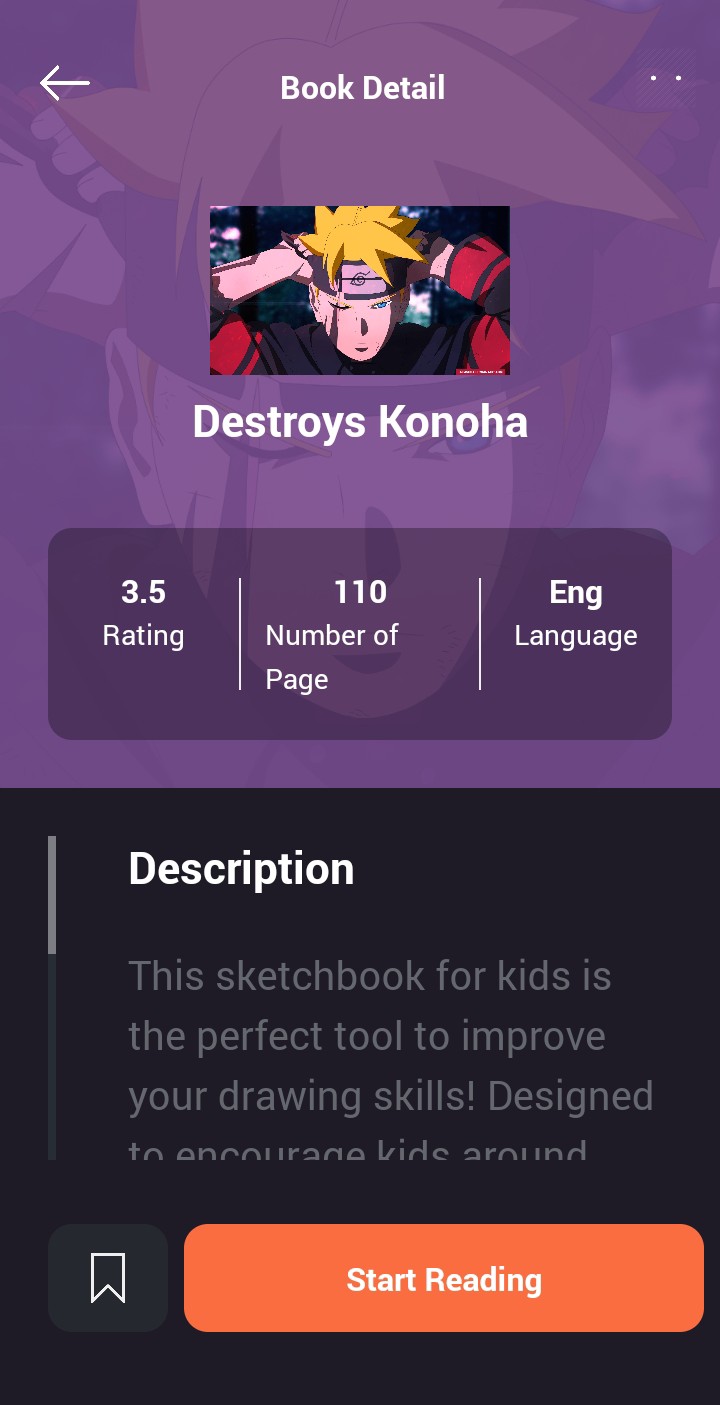 Book Detail
Destroys Konoha
3.5
Rating
110
Number of
Page
Eng
Language
Description
This sketchbook for kids is
the perfect tool to improve
your drawing skills! Designed
to encourage kids around
Start Reading